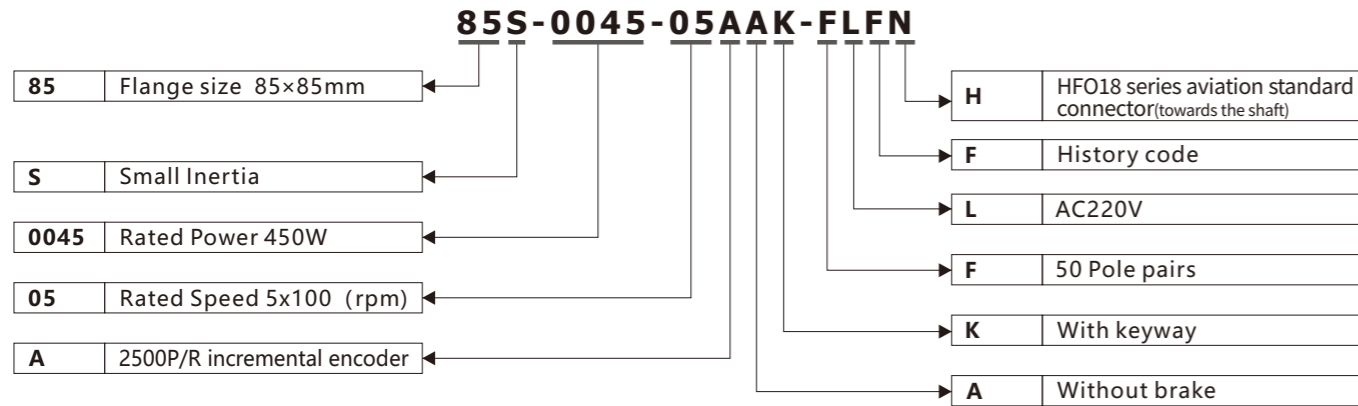 85S-0045-05AAK-FLFN
85 Flange size 85×85mm
S Small Inertia
0045 Rated Power 450W
05 Rated Speed 5x100 (rpm)
A 2500P/R incremental encoder
H HFO18 series aviation standard
connector(towards the shaft)
F History code
L AC220V
F 50 Pole pairs
K With keyway
A Without brake